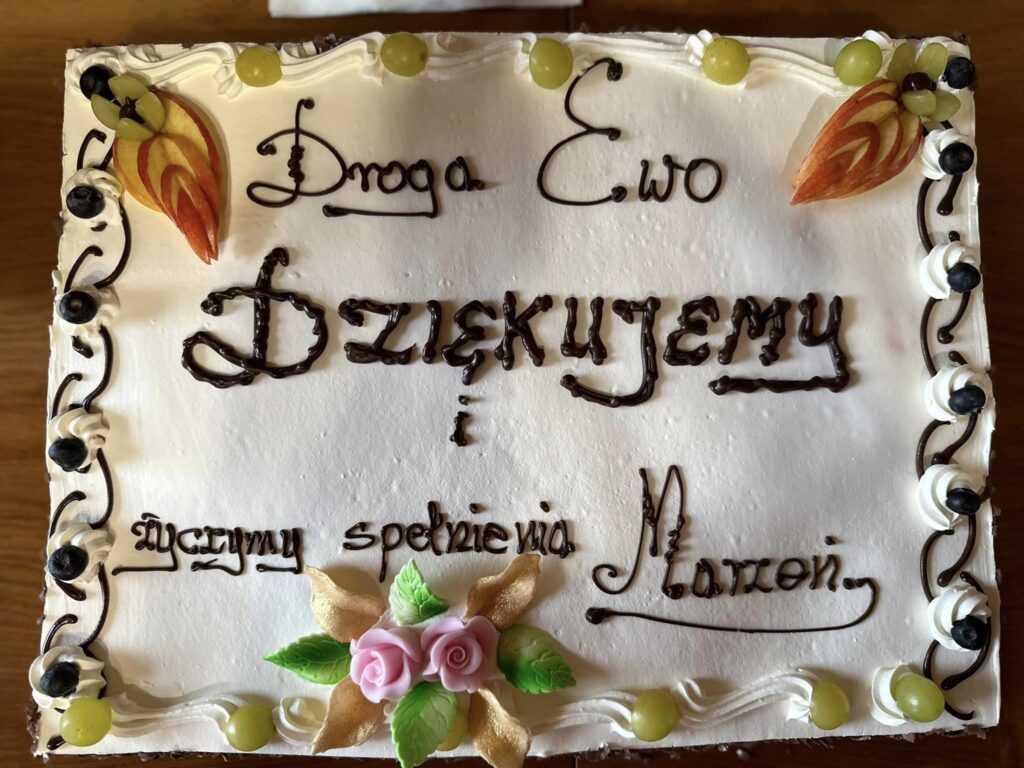 Droga Ewo
Dziękujemy
i
życzymy spełnienia Marzeń.